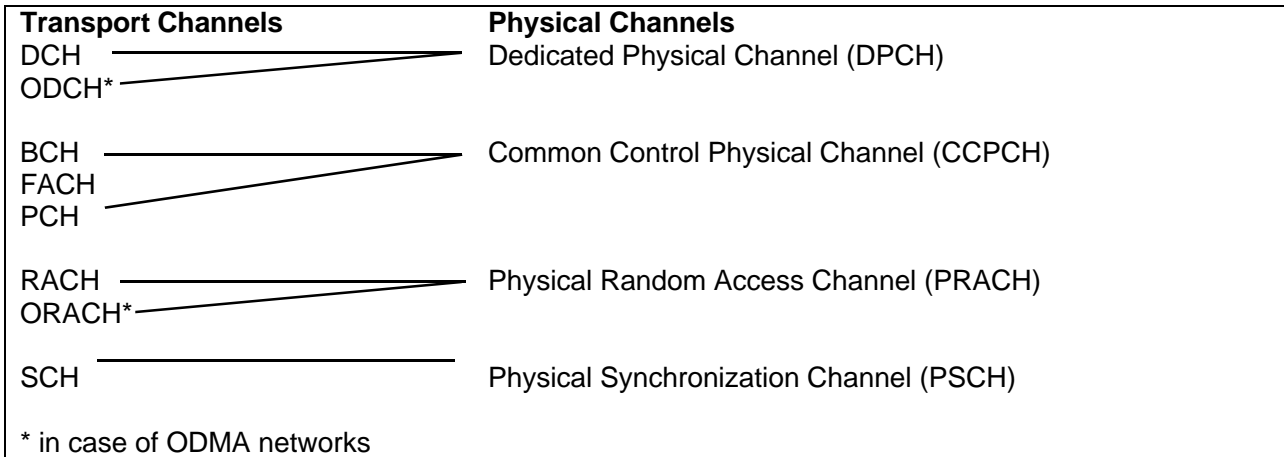 Transport Channels Physical Channels
DCH Dedicated Physical Channel (DPCH)
ODCH*
BCH Common Control Physical Channel (CCPCH)
FACH
PCH
RACH Physical Random Access Channel (PRACH)
ORACH*
SCH Physical Synchronization Channel (PSCH)
* in case of ODMA networks